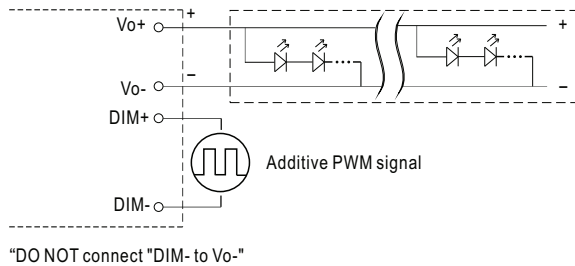 Vo+
+
+
Vo-
−
−
DIM+
Additive PWM signal
DIM-
“DO NOT connect "DIM- to Vo-"